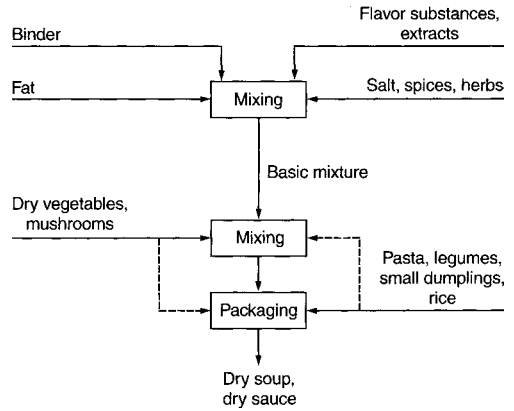 Binder
Flavor substances,
extracts
Fat
Mixing
Salt, spices, herbs
Basic mixture
Dry vegetables,
mushrooms
Mixing
Pasta, legumes,
small dumplings,
rice
Packaging
Dry soup,
dry sauce